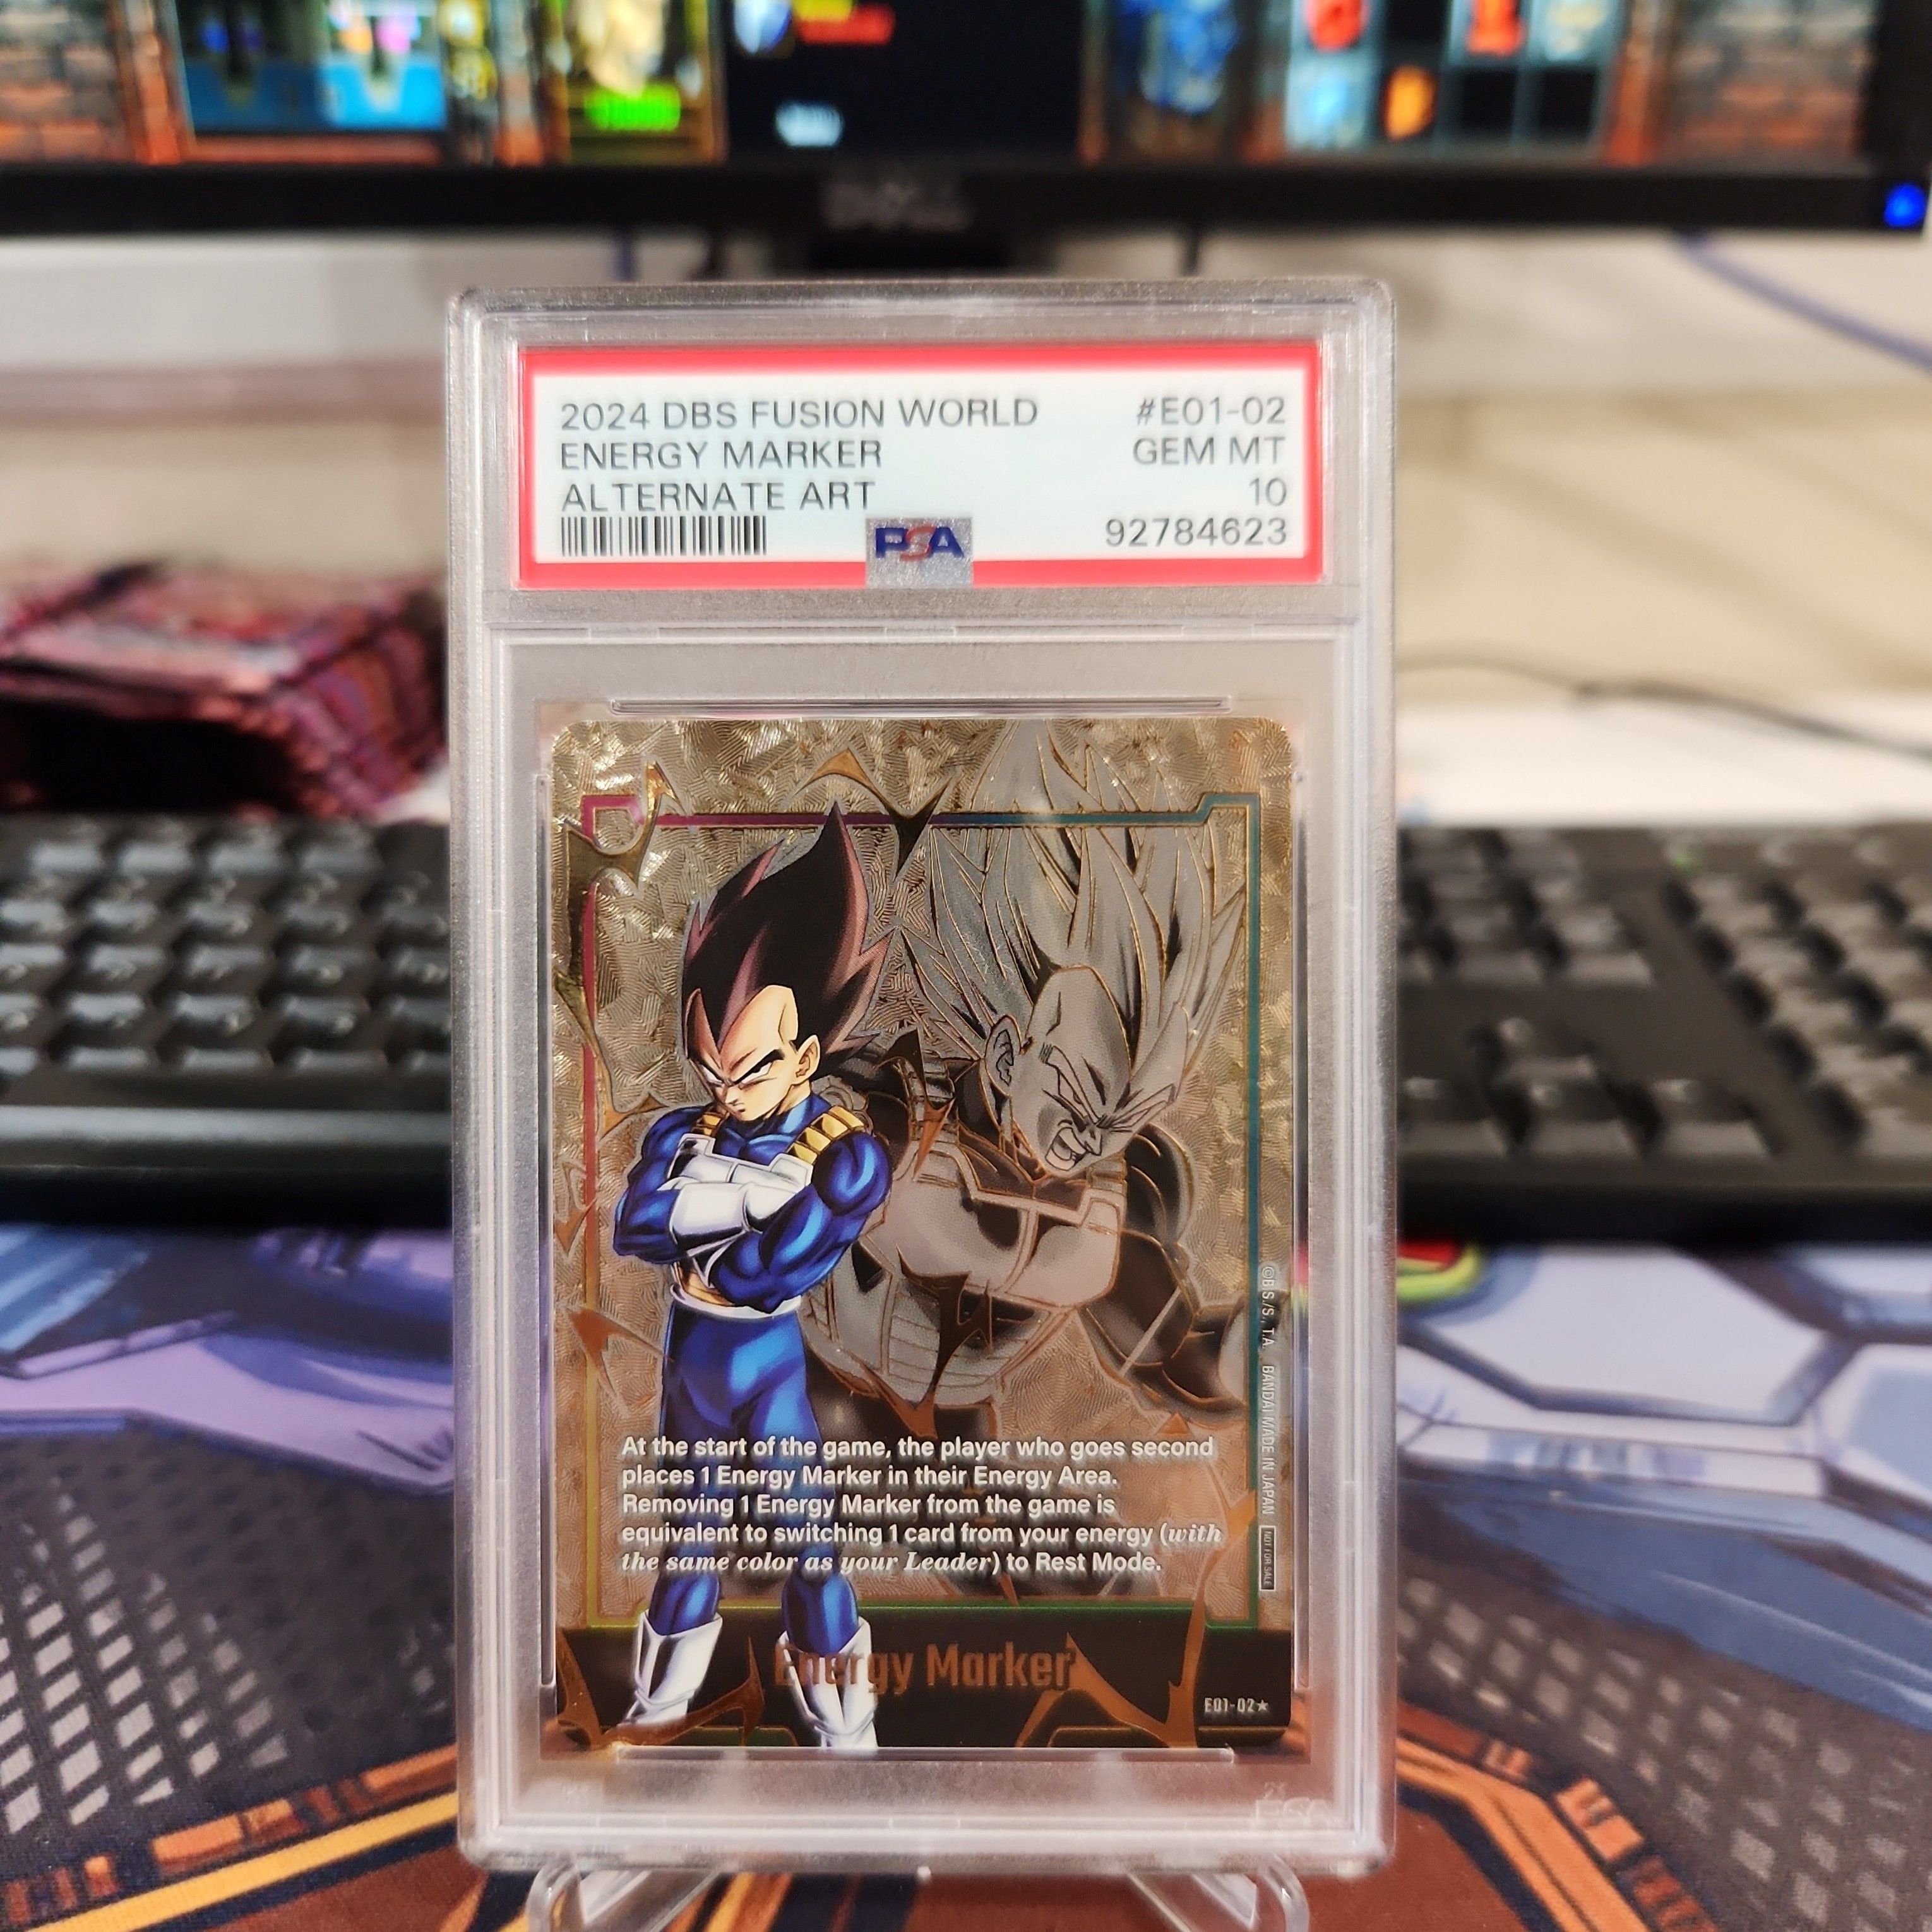 2024 DBS FUSION WORLD #E01-02
ENERGY MARKER GEM MT
ALTERNATE ART 10
PSA 92784623
At the start of the game, the player who goes second
places 1 Energy Marker in their Energy Area.
Removing 1 Energy Marker from the game is
equivalent to switching 1 card from your energy (with
the same color as your Leader) to Rest Mode.
©B.S./S., T.A. BANDAI MADE IN JAPAN NOT FOR SALE
Energy Marker
E01-02★